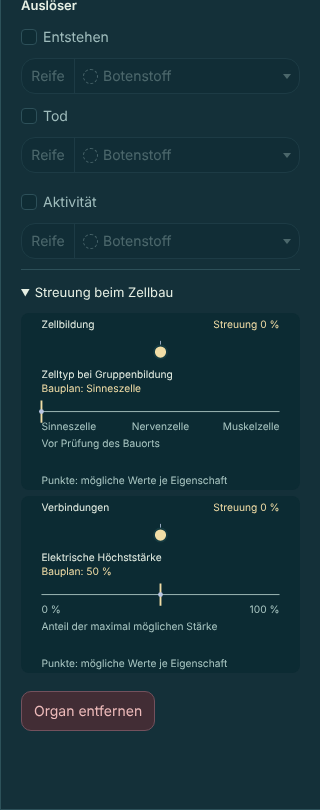 Auslöser
Entstehen
Reife Botenstoff
Tod
Reife Botenstoff
Aktivität
Reife Botenstoff
Streuung beim Zellbau
Zellbildung Streuung 0 %
Zelltyp bei Gruppenbildung
Bauplan: Sinneszelle
Sinneszelle Nervenzelle Muskelzelle
Vor Prüfung des Bauorts
Punkte: mögliche Werte je Eigenschaft
Verbindungen Streuung 0 %
Elektrische Höchststärke
Bauplan: 50 %
0 % 100 %
Anteil der maximal möglichen Stärke
Punkte: mögliche Werte je Eigenschaft
Organ entfernen